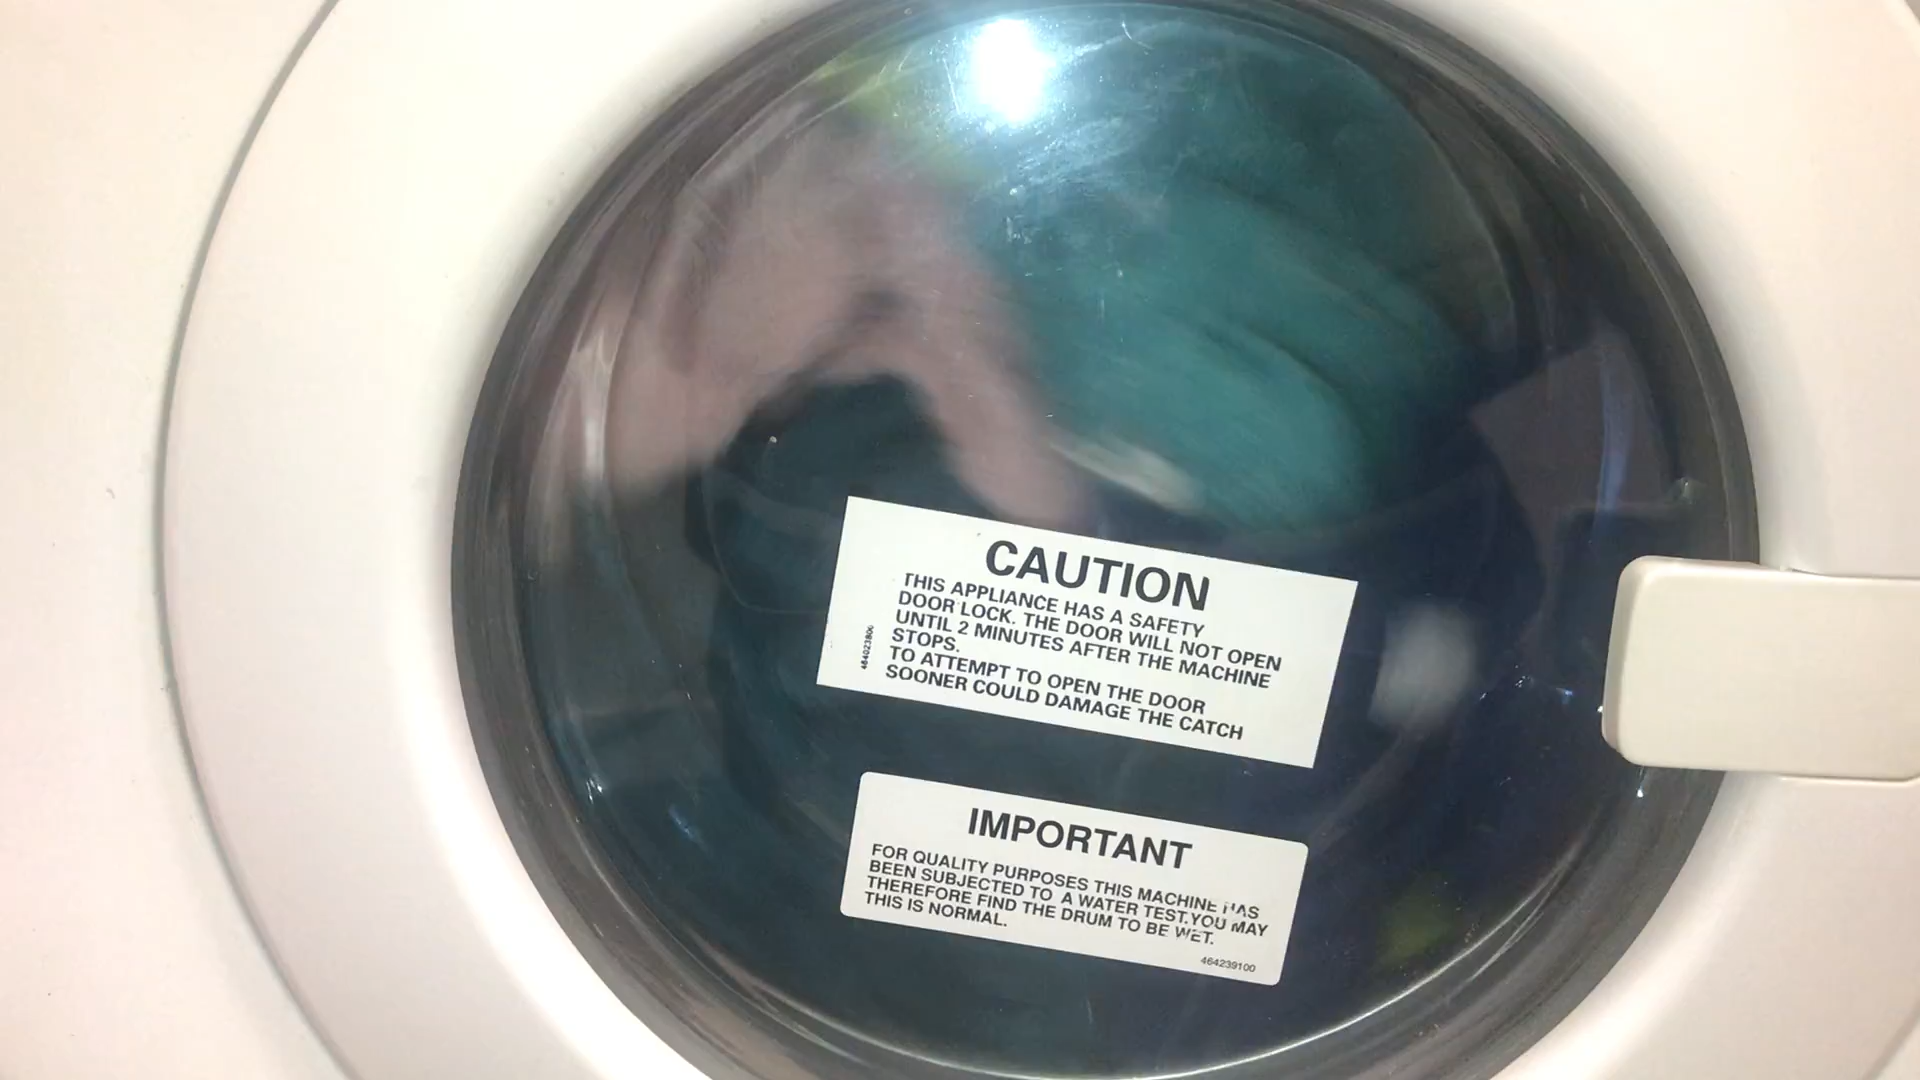 CAUTION
THIS APPLIANCE HAS A SAFETY
DOOR LOCK. THE DOOR WILL NOT OPEN
UNTIL 2 MINUTES AFTER THE MACHINE
STOPS.
TO ATTEMPT TO OPEN THE DOOR
SOONER COULD DAMAGE THE CATCH
IMPORTANT
FOR QUALITY PURPOSES THIS MACHINE HAS
BEEN SUBJECTED TO A WATER TEST.YOU MAY
THEREFORE FIND THE DRUM TO BE WET.
THIS IS NORMAL.
464239100